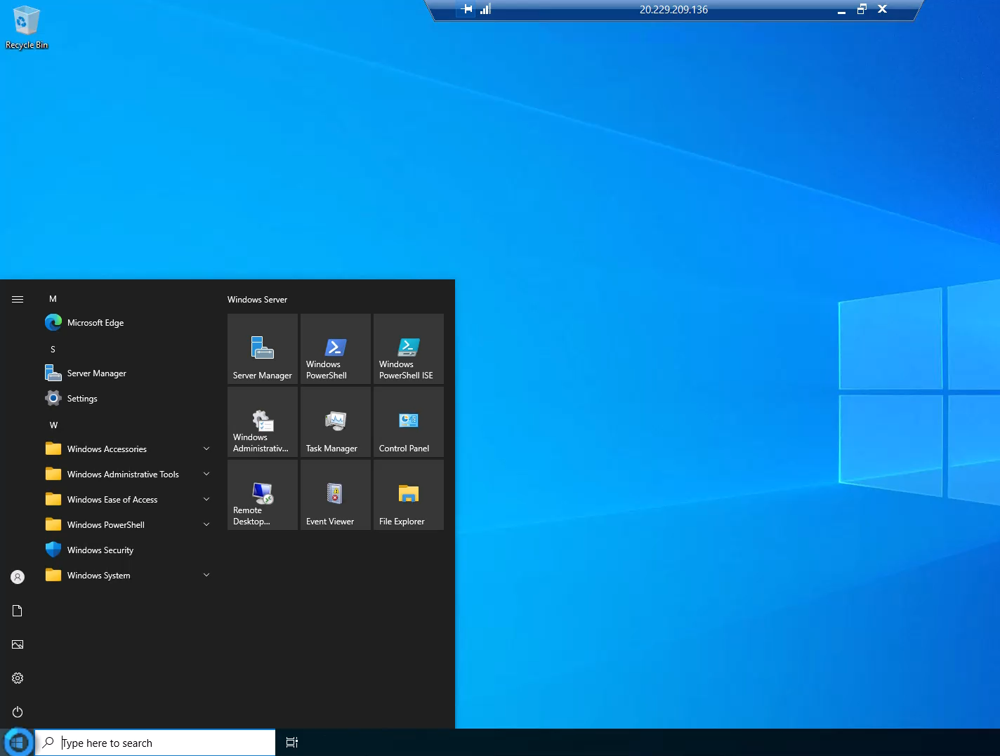 20.229.209.136
Recycle Bin
M
Microsoft Edge
S
Server Manager
Settings
W
Windows Accessories
Windows Administrative Tools
Windows Ease of Access
Windows PowerShell
Windows Security
Windows System
Windows Server
Server Manager
Windows
PowerShell
Windows
PowerShell ISE
Windows
Administrativ...
Task Manager
Control Panel
Remote
Desktop...
Event Viewer
File Explorer
Type here to search